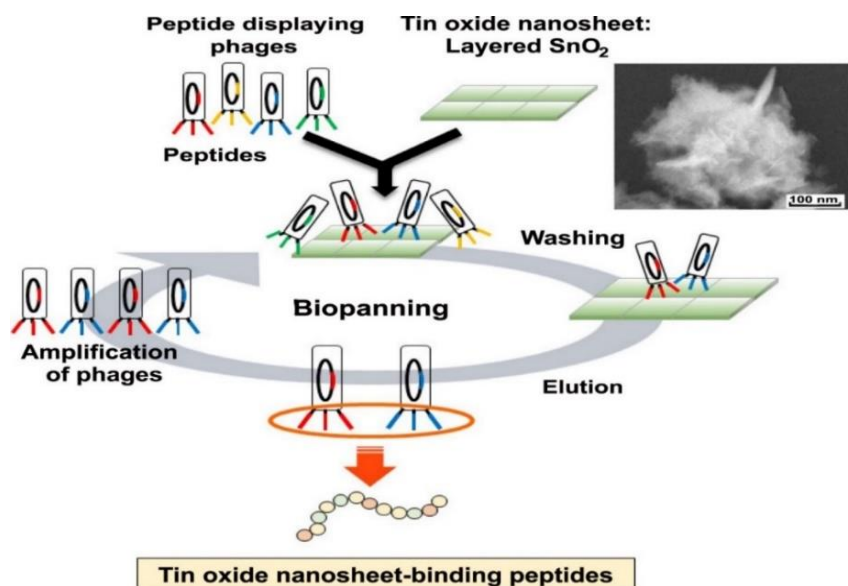 Peptide displaying
phages
Tin oxide nanosheet:
Layered SnO₂
Peptides
100 nm
Washing
Biopanning
Amplification
of phages
Elution
Tin oxide nanosheet-binding peptides